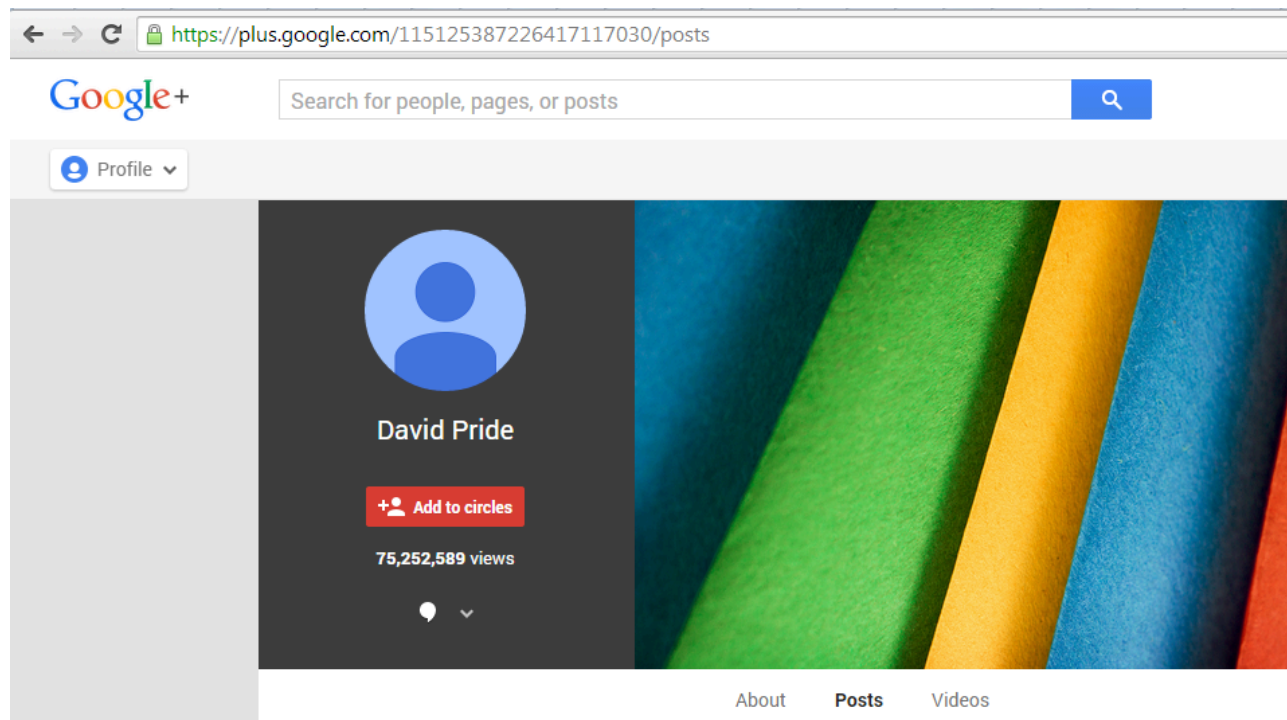 https://plus.google.com/115125387226417117030/posts
Google+
Search for people, pages, or posts
Profile
David Pride
Add to circles
75,252,589 views
About Posts Videos